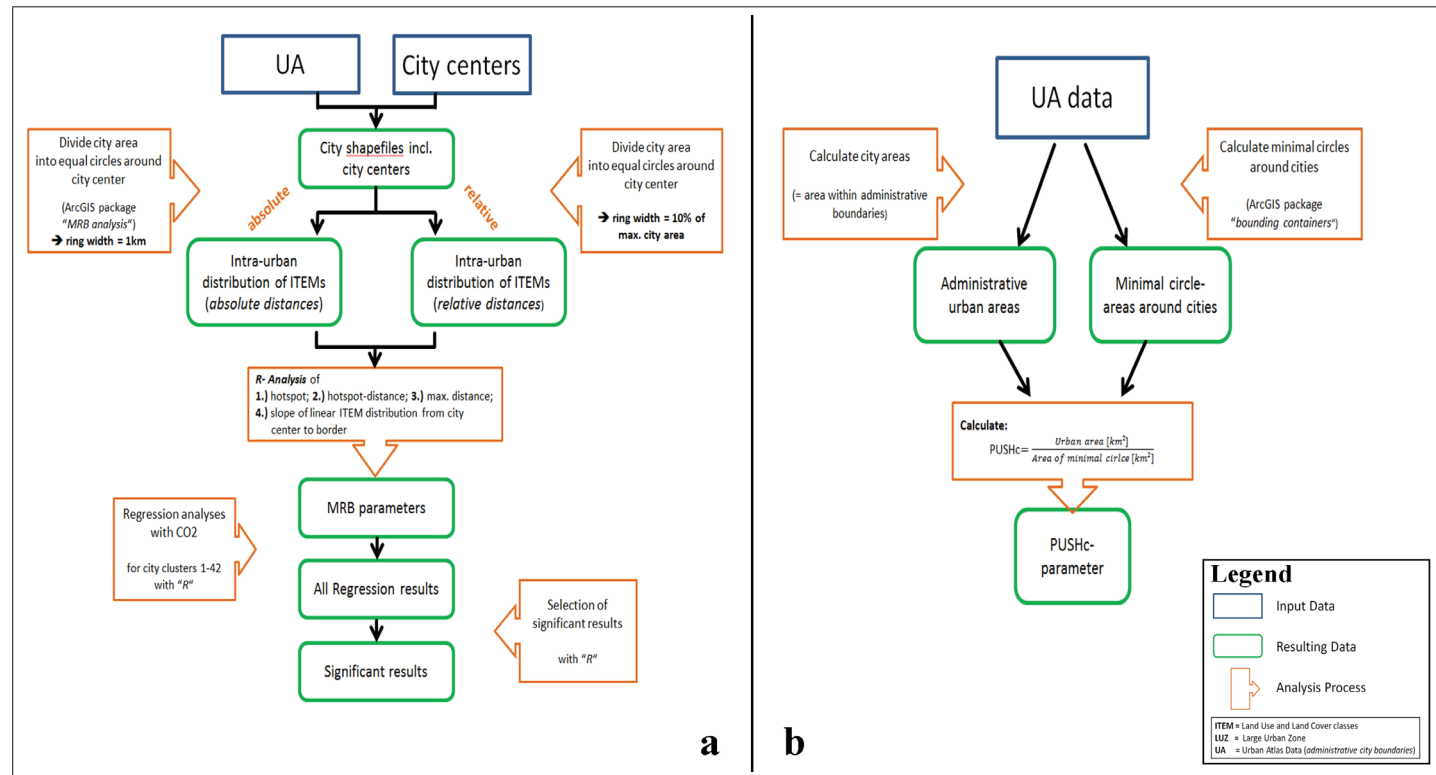 UA
City centers
City shapefiles incl.
city centers
Divide city area
into equal circles around
city center
(ArcGIS package
“MRB analysis“)
➔ ring width = 1km
absolute
relative
Divide city area
into equal circles around
city center
➔ ring width = 10% of
max. city area
Intra-urban
distribution of ITEMs
(absolute distances)
Intra-urban
distribution of ITEMs
(relative distances)
R- Analysis of
1.) hotspot; 2.) hotspot-distance; 3.) max. distance;
4.) slope of linear ITEM distribution from city
center to border
MRB parameters
Regression analyses
with CO2
for city clusters 1-42
with “R“
All Regression results
Selection of
significant results
with “R“
Significant results
a
UA data
Calculate city areas
(= area within administrative
boundaries)
Calculate minimal circles
around cities
(ArcGIS package
“bounding containers“)
Administrative
urban areas
Minimal circle-
areas around cities
Calculate:
PUSHc= Urban area [km²]
Area of minimal cirlce [km²]
PUSHc-
parameter
b
Legend
Input Data
Resulting Data
Analysis Process
ITEM = Land Use and Land Cover classes
LUZ = Large Urban Zone
UA = Urban Atlas Data (administrative city boundaries)